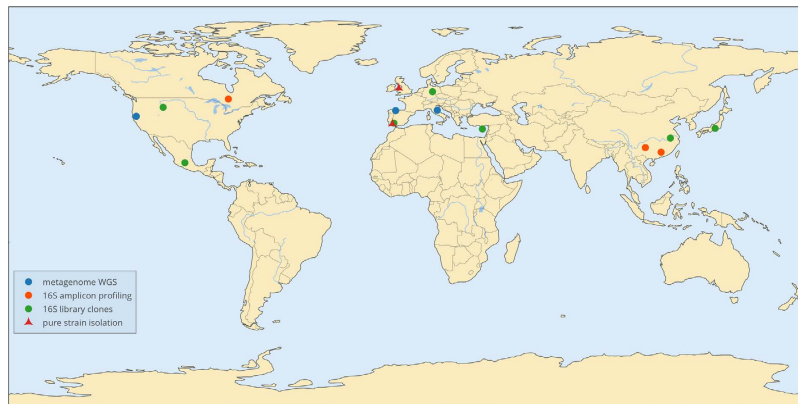 metagenome WGS
16S amplicon profiling
16S library clones
pure strain isolation